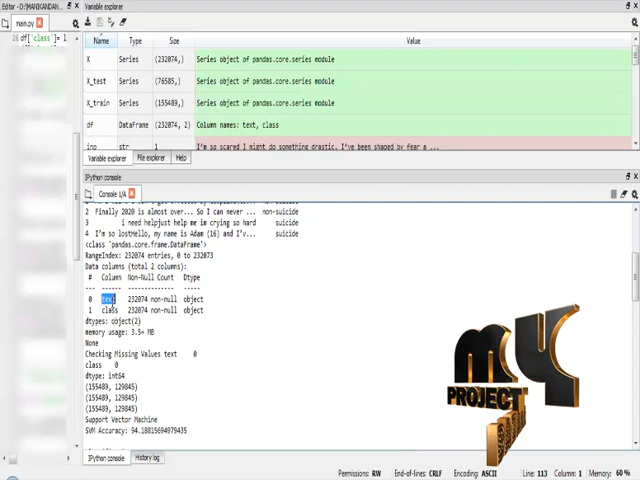 Editor - D:\MANIKANDAN...
main.py
26 df['class']= l
Variable explorer
Name Type Size Value
X Series (232074,) Series object of pandas.core.series module
X_test Series (76585,) Series object of pandas.core.series module
X_train Series (155489,) Series object of pandas.core.series module
df DataFrame (232074, 2) Column names: text, class
inp str 1 I'm so scared I might do something drastic. I've been shaped by fear a ...
Variable explorer File explorer Help
IPython console
Console 1/A
2 Finally 2020 is almost over... So I can never ... non-suicide
3 i need helpjust help me im crying so hard suicide
4 I'm so lostHello, my name is Adam (16) and I'v... suicide
<class 'pandas.core.frame.DataFrame'>
RangeIndex: 232074 entries, 0 to 232073
Data columns (total 2 columns):
# Column Non-Null Count Dtype
--- ------ -------------- -----
0 text 232074 non-null object
1 class 232074 non-null object
dtypes: object(2)
memory usage: 3.5+ MB
None
Checking Missing Values text 0
class 0
dtype: int64
(155489, 129845)
(155489, 129845)
(155489, 129845)
Support Vector Machine
SVM Accuracy: 94.18815694979435
my
PROJECT
IPython console History log
Permissions: RW End-of-lines: CRLF Encoding: ASCII Line: 113 Column: 1 Memory: 60 %